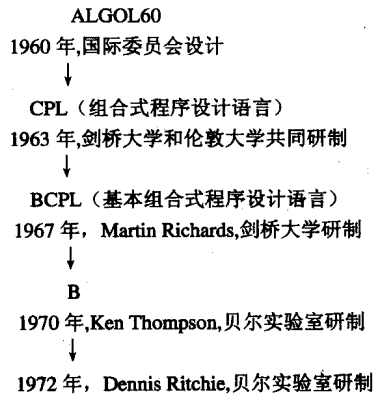 ALGOL60
1960 年,国际委员会设计
CPL（组合式程序设计语言）
1963 年,剑桥大学和伦敦大学共同研制
BCPL（基本组合式程序设计语言）
1967 年，Martin Richards,剑桥大学研制
B
1970 年,Ken Thompson,贝尔实验室研制
1972 年，Dennis Ritchie,贝尔实验室研制